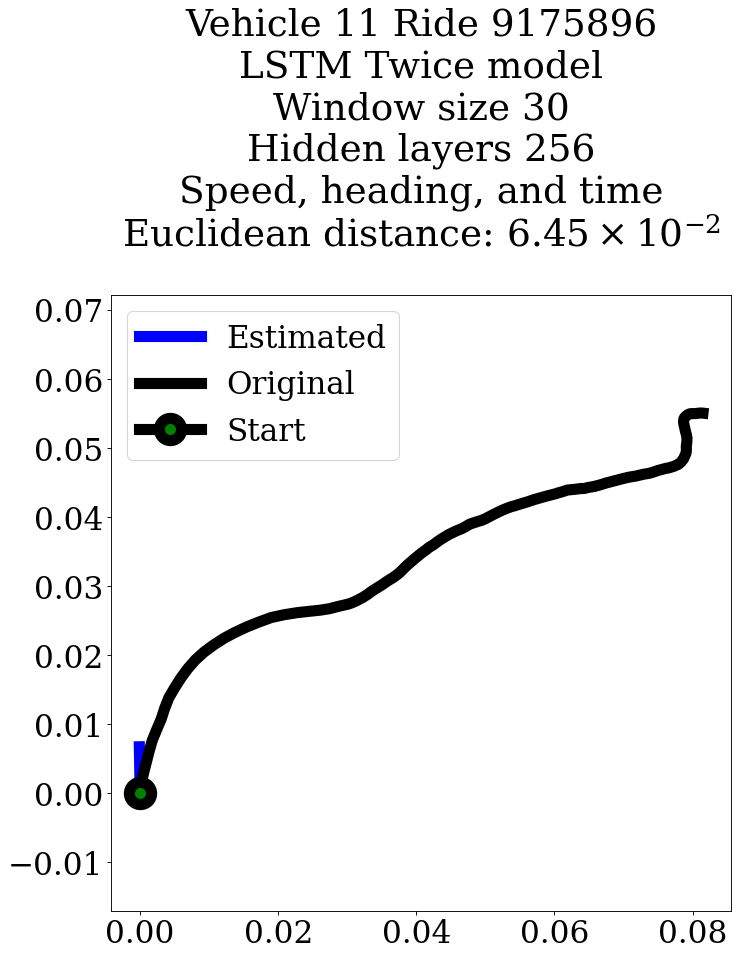 Vehicle 11 Ride 9175896
LSTM Twice model
Window size 30
Hidden layers 256
Speed, heading, and time
Euclidean distance: 6.45 × 10⁻²
0.07
0.06
0.05
0.04
0.03
0.02
0.01
0.00
−0.01
Estimated
Original
Start
0.00 0.02 0.04 0.06 0.08